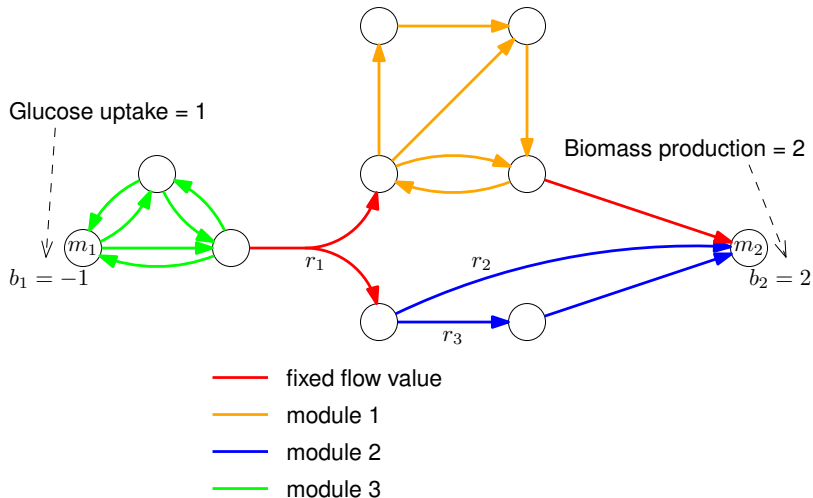 Glucose uptake = 1
Biomass production = 2
m₁
b₁ = −1
r₁
r₂
r₃
m₂
b₂ = 2
fixed flow value
module 1
module 2
module 3